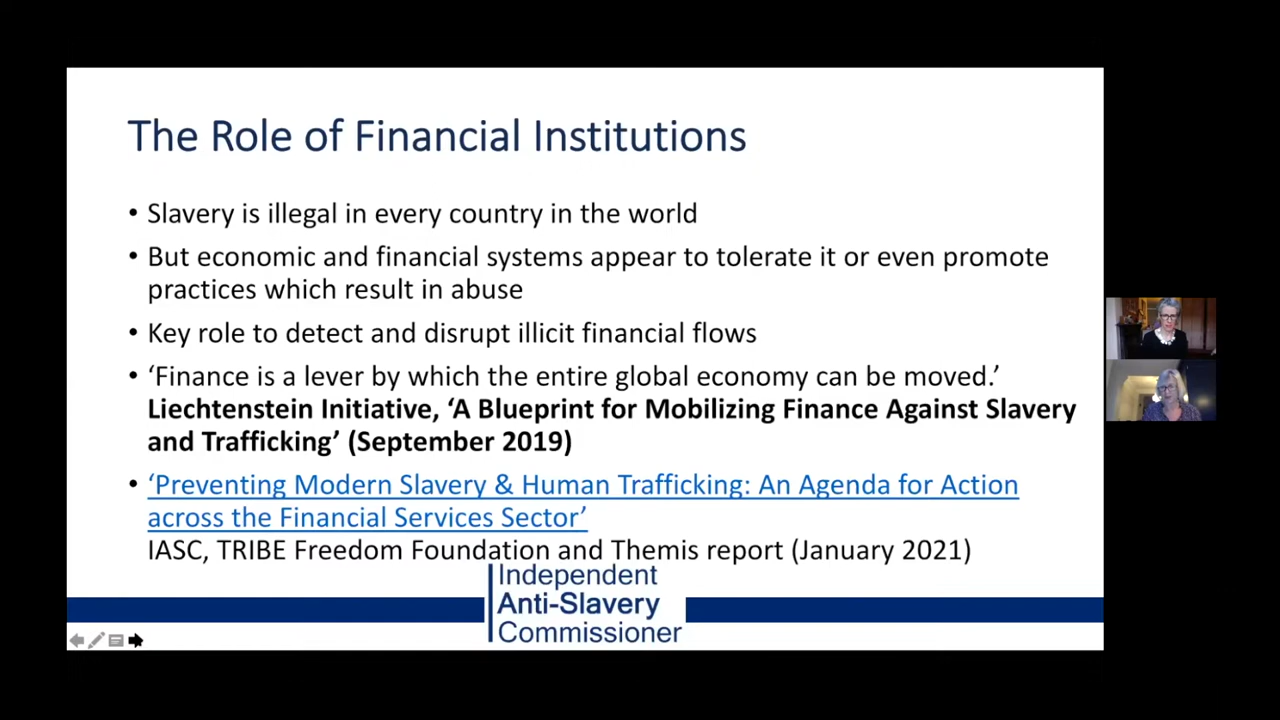 The Role of Financial Institutions
• Slavery is illegal in every country in the world
• But economic and financial systems appear to tolerate it or even promote
practices which result in abuse
• Key role to detect and disrupt illicit financial flows
• ‘Finance is a lever by which the entire global economy can be moved.’
Liechtenstein Initiative, ‘A Blueprint for Mobilizing Finance Against Slavery
and Trafficking’ (September 2019)
• ‘Preventing Modern Slavery & Human Trafficking: An Agenda for Action
across the Financial Services Sector’
IASC, TRIBE Freedom Foundation and Themis report (January 2021)
Independent
Anti-Slavery
Commissioner